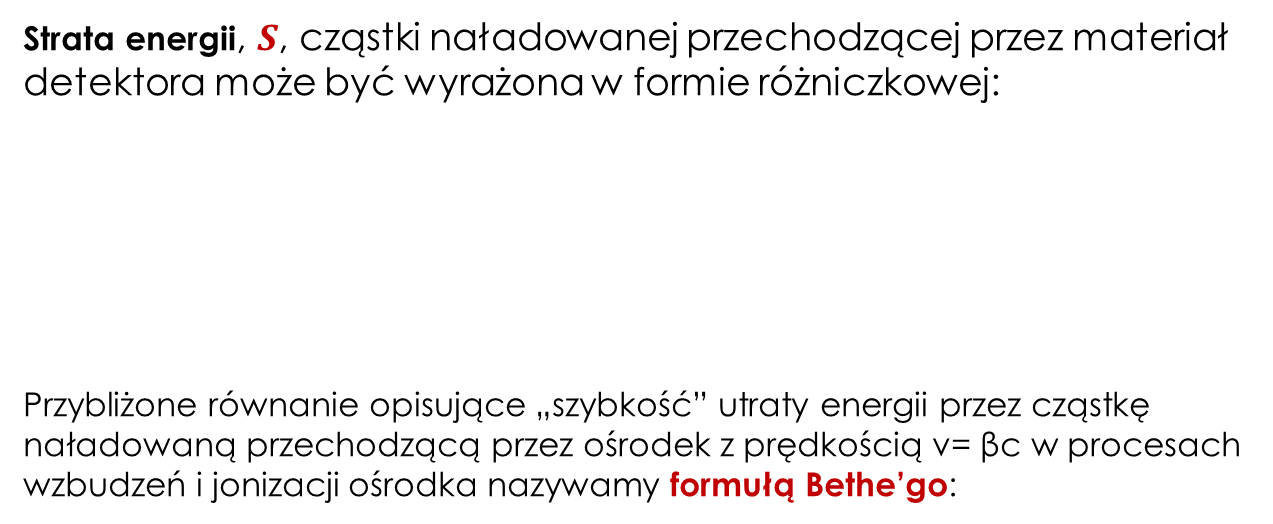 Strata energii, S, cząstki naładowanej przechodzącej przez materiał
detektora może być wyrażona w formie różniczkowej:
Przybliżone równanie opisujące „szybkość” utraty energii przez cząstkę
naładowaną przechodzącą przez ośrodek z prędkością v= βc w procesach
wzbudzeń i jonizacji ośrodka nazywamy formułą Bethe’go: